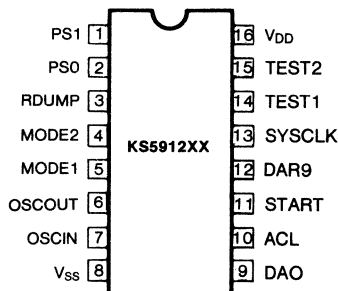 PS1 1 16 VDD
PS0 2 15 TEST2
RDUMP 3 14 TEST1
MODE2 4 13 SYSCLK
KS5912XX
MODE1 5 12 DAR9
OSCOUT 6 11 START
OSCIN 7 10 ACL
VSS 8 9 DAO